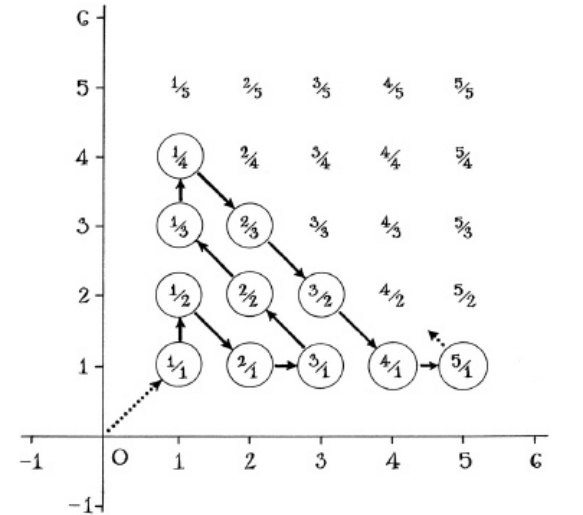 6
5 1/5 2/5 3/5 4/5 5/5
4 1/4 2/4 3/4 4/4 5/4
3 1/3 2/3 3/3 4/3 5/3
2 1/2 2/2 3/2 4/2 5/2
1 1/1 2/1 3/1 4/1 5/1
-1 O 1 2 3 4 5 6
-1